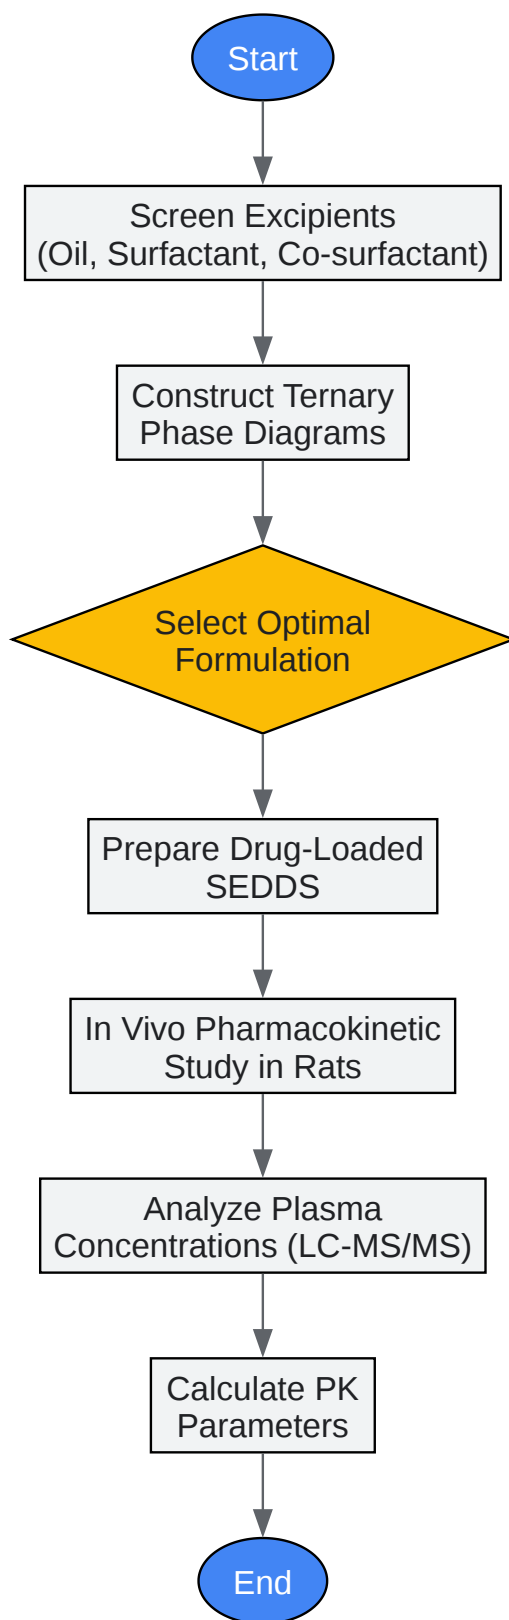 Start
Screen Excipients
(Oil, Surfactant, Co-surfactant)
Construct Ternary
Phase Diagrams
Select Optimal
Formulation
Prepare Drug-Loaded
SEDDS
In Vivo Pharmacokinetic
Study in Rats
Analyze Plasma
Concentrations (LC-MS/MS)
Calculate PK
Parameters
End